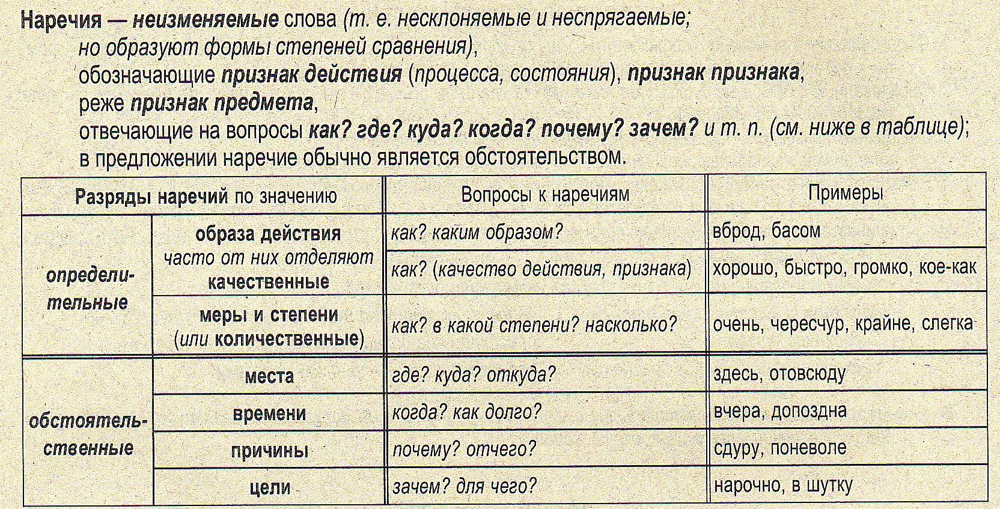 Наречия — неизменяемые слова (т. е. несклоняемые и неспрягаемые;
но образуют формы степеней сравнения),
обозначающие признак действия (процесса, состояния), признак признака,
реже признак предмета,
отвечающие на вопросы как? где? куда? когда? почему? зачем? и т. п. (см. ниже в таблице);
в предложении наречие обычно является обстоятельством.
Разряды наречий по значению
Вопросы к наречиям
Примеры
определи-
тельные
образа действия
часто от них отделяют
качественные
как? каким образом?
вброд, басом
как? (качество действия, признака)
хорошо, быстро, громко, кое-как
меры и степени
(или количественные)
как? в какой степени? насколько?
очень, чересчур, крайне, слегка
обстоятель-
ственные
места
где? куда? откуда?
здесь, отовсюду
времени
когда? как долго?
вчера, допоздна
причины
почему? отчего?
сдуру, поневоле
цели
зачем? для чего?
нарочно, в шутку